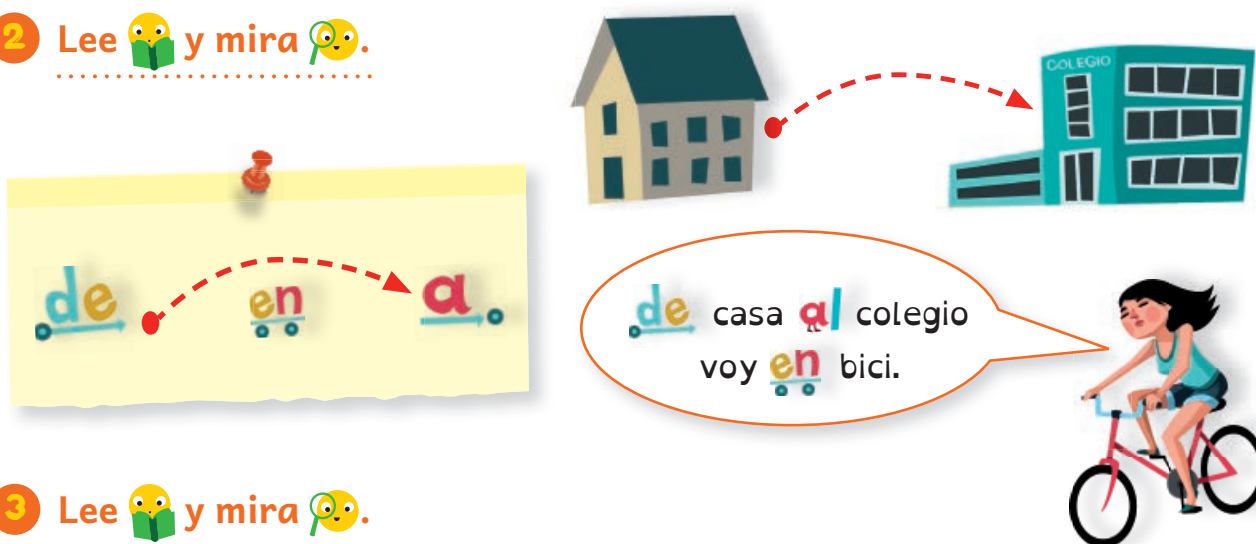 2 Lee y mira .
COLEGIO
de en a
de casa al colegio
voy en bici.
3 Lee y mira .